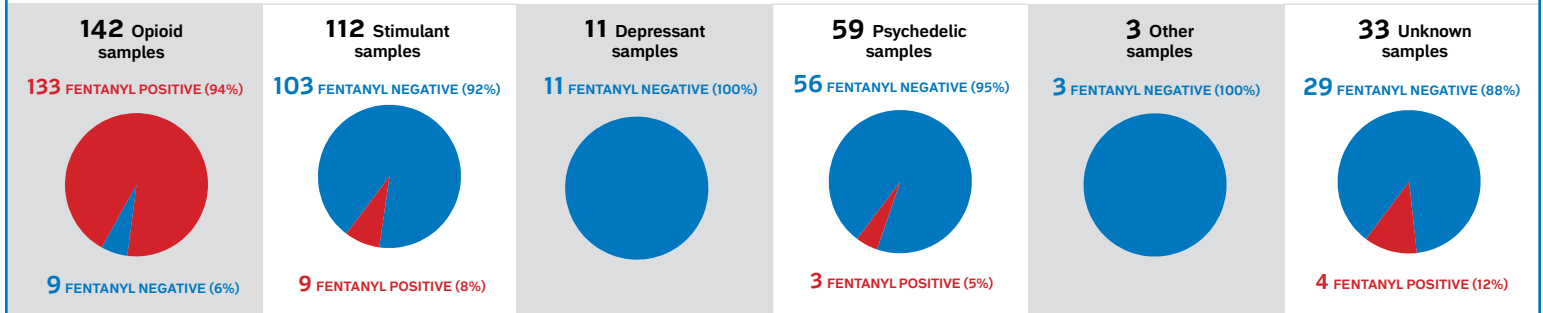 142 Opioid
samples
133 FENTANYL POSITIVE (94%)
9 FENTANYL NEGATIVE (6%)
112 Stimulant
samples
103 FENTANYL NEGATIVE (92%)
9 FENTANYL POSITIVE (8%)
11 Depressant
samples
11 FENTANYL NEGATIVE (100%)
59 Psychedelic
samples
56 FENTANYL NEGATIVE (95%)
3 FENTANYL POSITIVE (5%)
3 Other
samples
3 FENTANYL NEGATIVE (100%)
33 Unknown
samples
29 FENTANYL NEGATIVE (88%)
4 FENTANYL POSITIVE (12%)